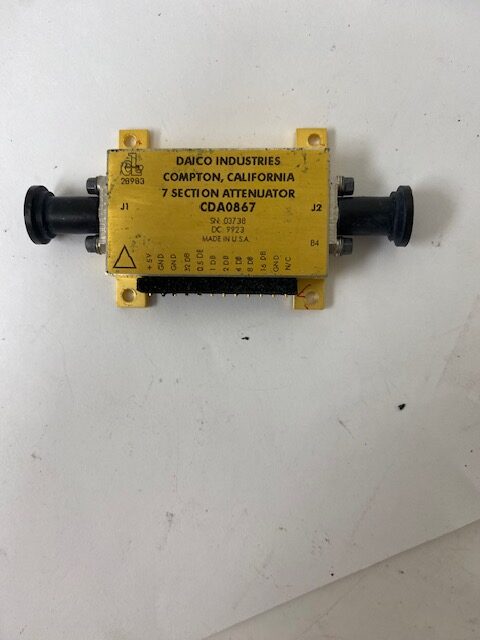 DAICO INDUSTRIES
COMPTON, CALIFORNIA
7 SECTION ATTENUATOR
CDA0867
SN: 03738
DC: 9923
MADE IN U.S.A.
28983
J1
J2
B4
+5V
GND
GND
32 DB
0.5 DB
1 DB
2 DB
4 DB
8 DB
16 DB
GND
N/C